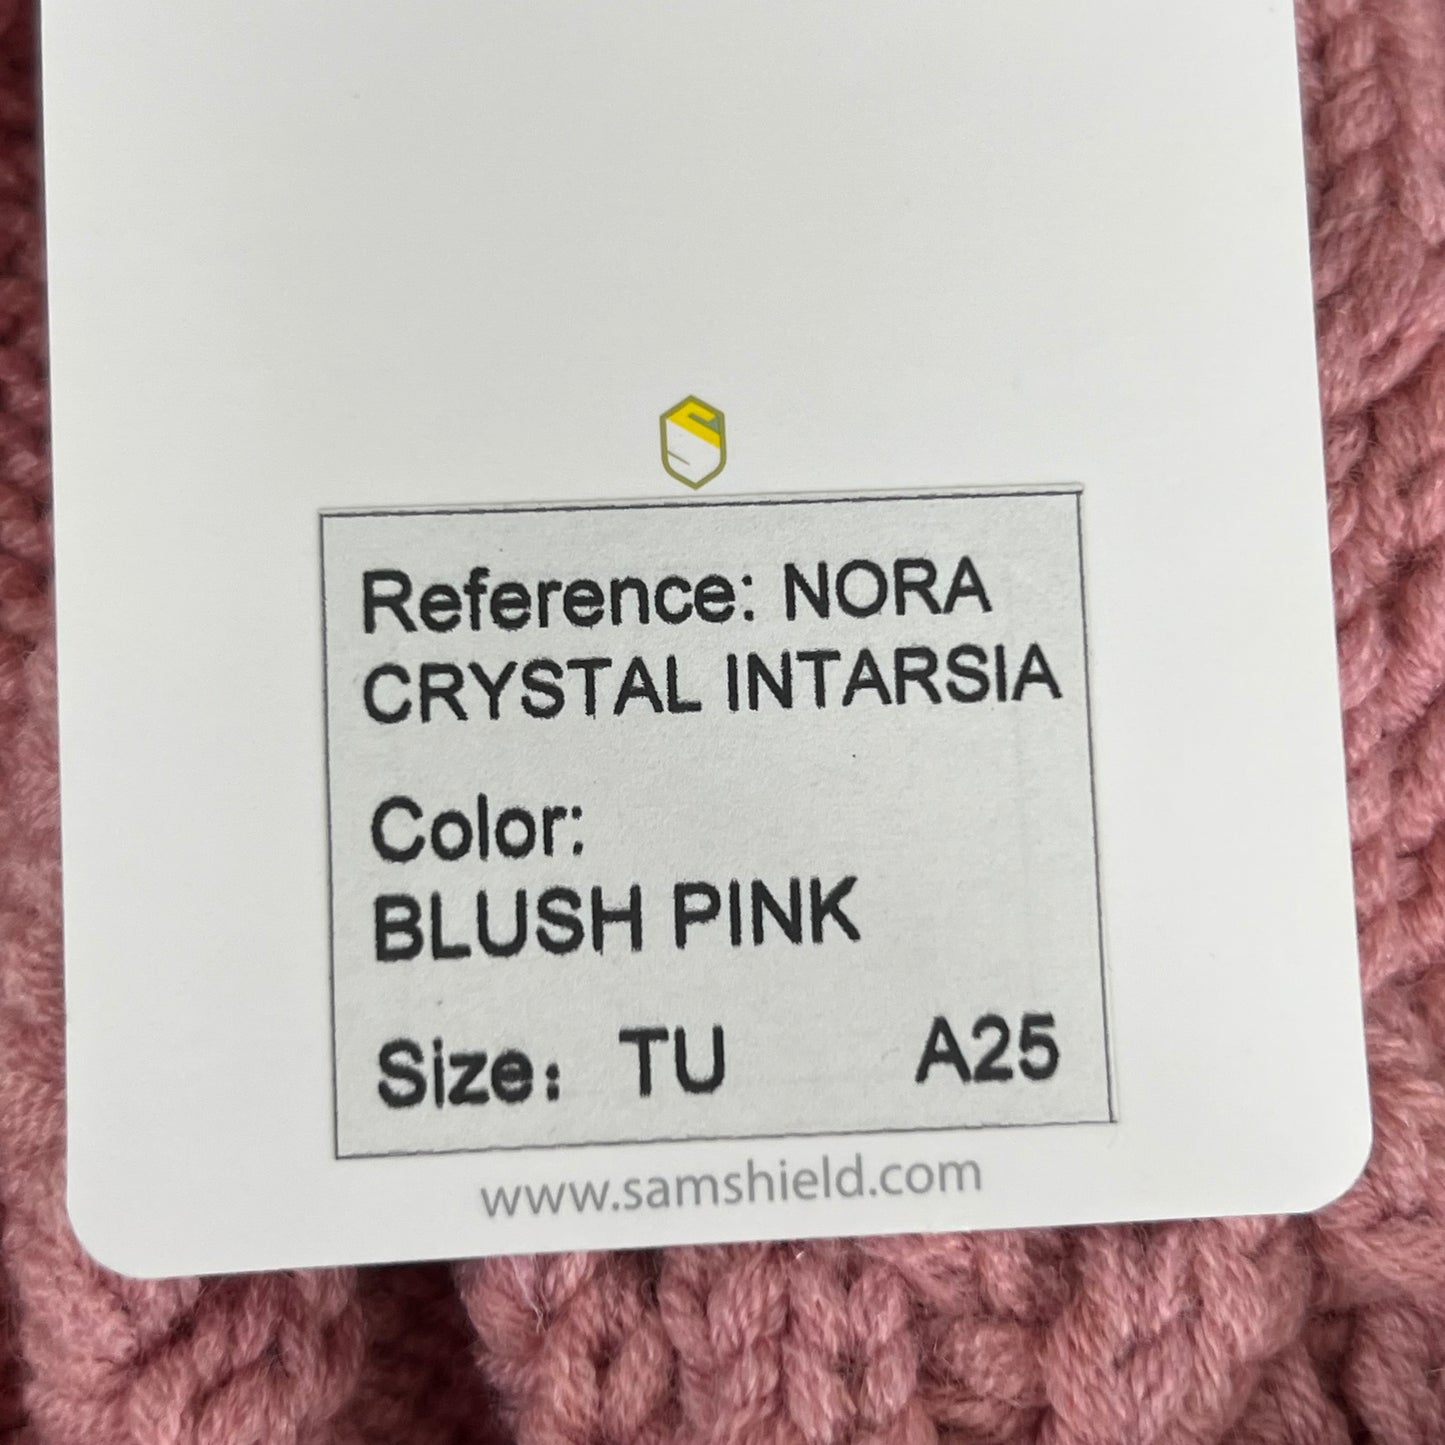 Reference: NORA
CRYSTAL INTARSIA
Color:
BLUSH PINK
Size: TU A25
www.samshield.com